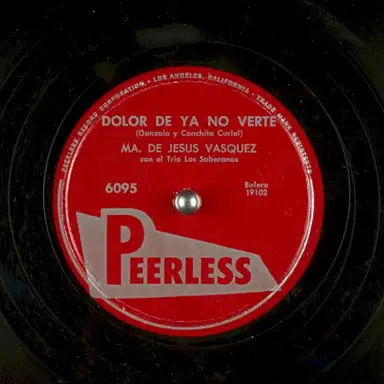 PEERLESS RECORD CORPORATION, - LOS ANGELES, CALIFORNIA - TRADE MARK REGISTERED
DOLOR DE YA NO VERTE
(Gonzalo y Conchita Curiel)
MA. DE JESUS VASQUEZ
con el Trio Los Soberanos
6095
Bolero
19102
PEERLESS